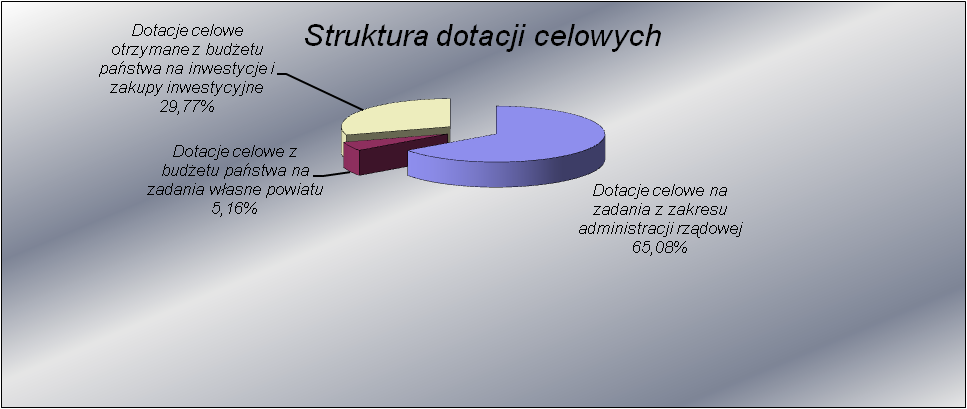 Struktura dotacji celowych
Dotacje celowe
otrzymane z budżetu
państwa na inwestycje i
zakupy inwestycyjne
29,77%
Dotacje celowe z
budżetu państwa na
zadania własne powiatu
5,16%
Dotacje celowe na
zadania z zakresu
administracji rządowej
65,08%